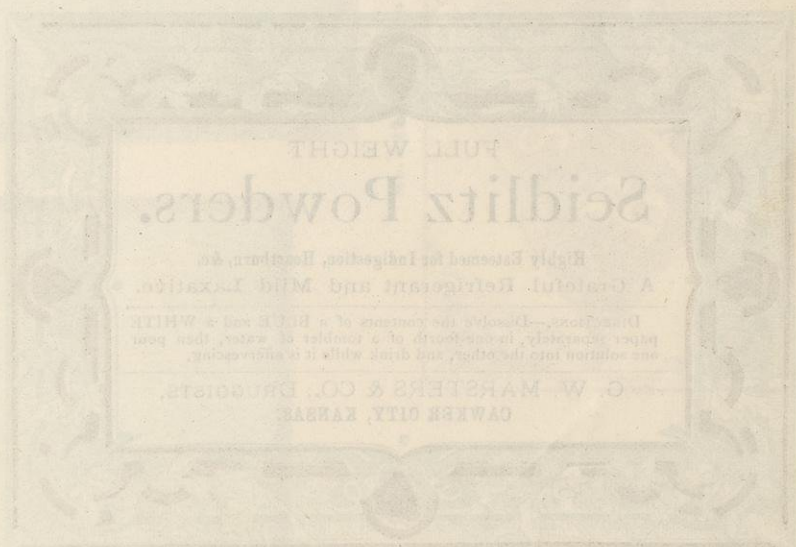 FULL WEIGHT
Seidlitz Powders.
Highly Esteemed for Indigestion, Heartburn, &c.
A Grateful Refrigerant and Mild Laxative.
Directions,—Dissolve the contents of a BLUE and a WHITE
paper separately, in one-fourth of a tumbler of water, then pour
one solution into the other, and drink while it is effervescing.
G. W. MARSTERS & CO., DRUGGISTS,
CAWKER CITY, KANSAS.